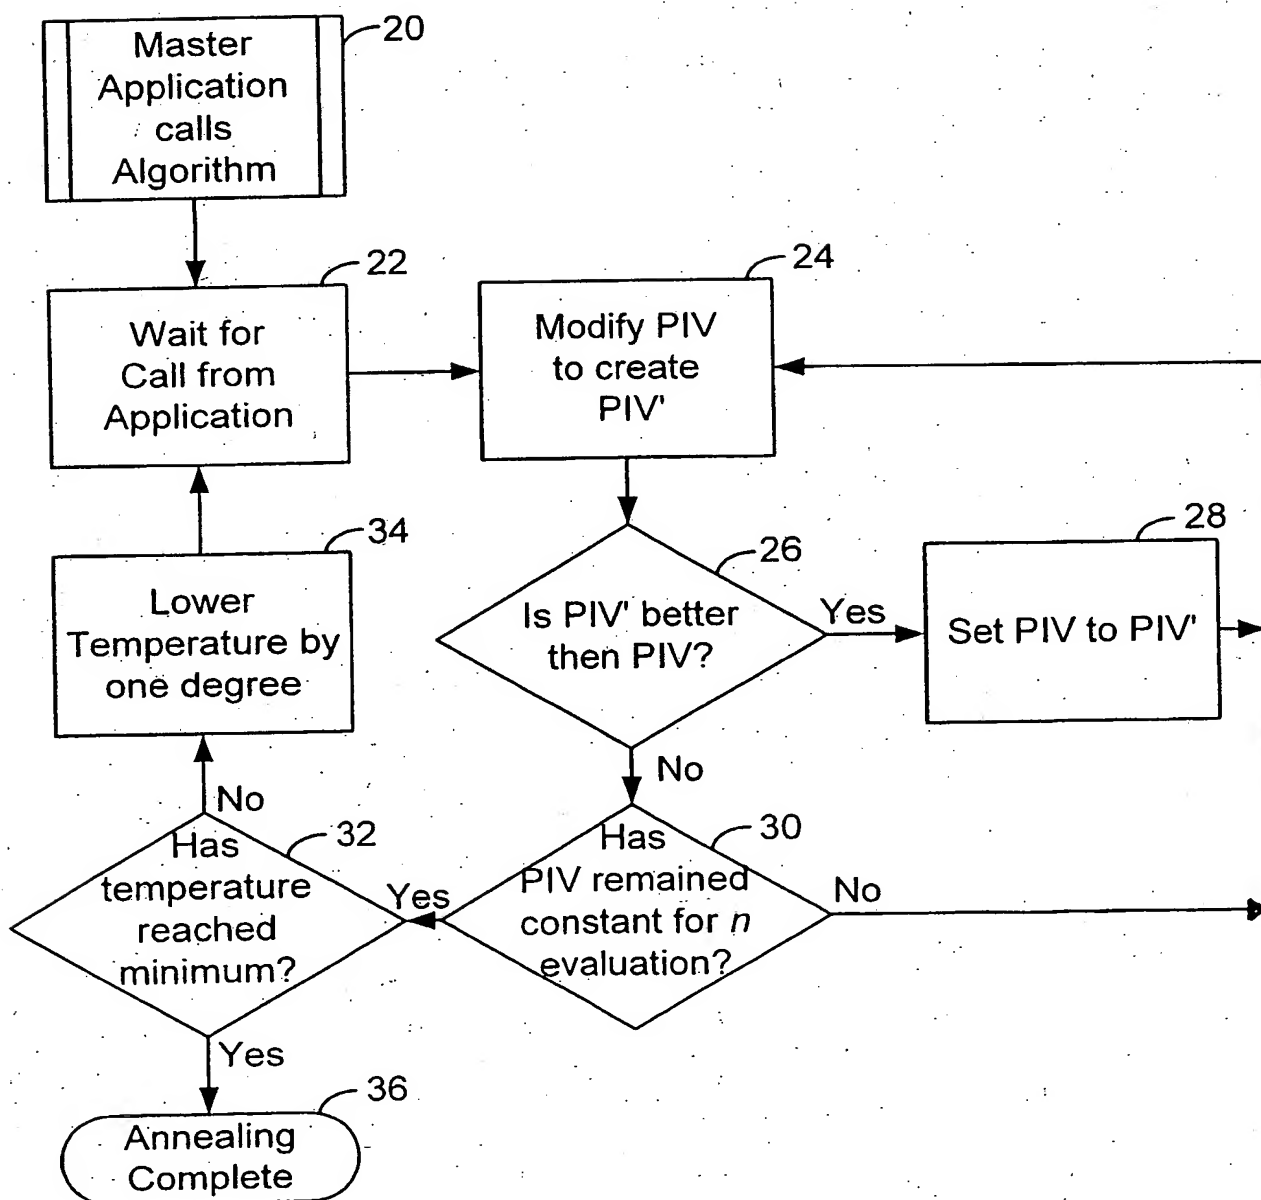 20
Master
Application
calls
Algorithm
22
Wait for
Call from
Application
24
Modify PIV
to create
PIV'
26
Is PIV' better
then PIV?
Yes
28
Set PIV to PIV'
No
30
Has
PIV remained
constant for n
evaluation?
No
Yes
32
Has
temperature
reached
minimum?
No
34
Lower
Temperature by
one degree
Yes
36
Annealing
Complete